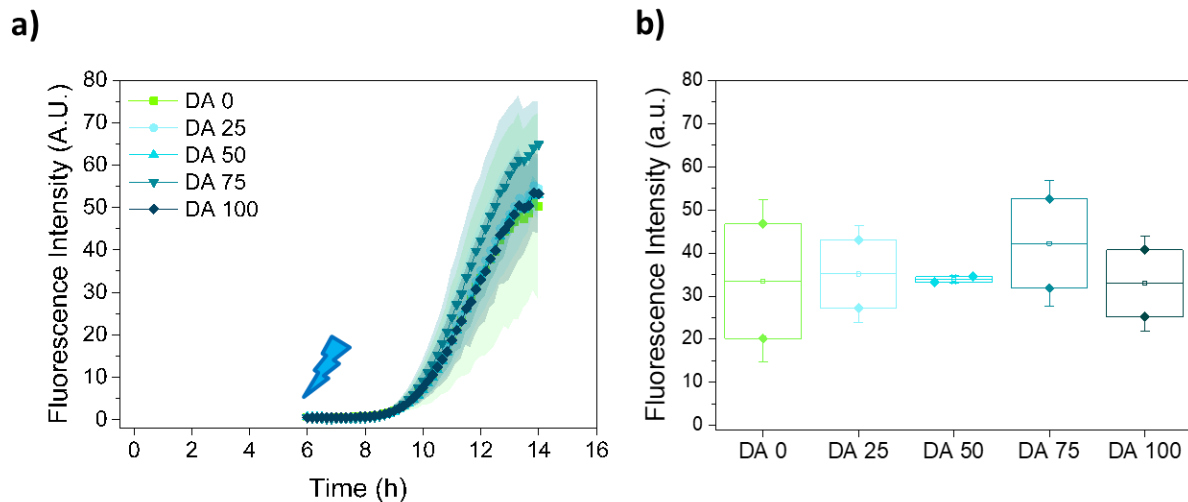 a)
Fluorescence Intensity (A.U.)
80
70
60
50
40
30
20
10
0
DA 0
DA 25
DA 50
DA 75
DA 100
0
2
4
6
8
10
12
14
16
Time (h)
b)
Fluorescence Intensity (a.u.)
80
70
60
50
40
30
20
10
0
DA 0
DA 25
DA 50
DA 75
DA 100